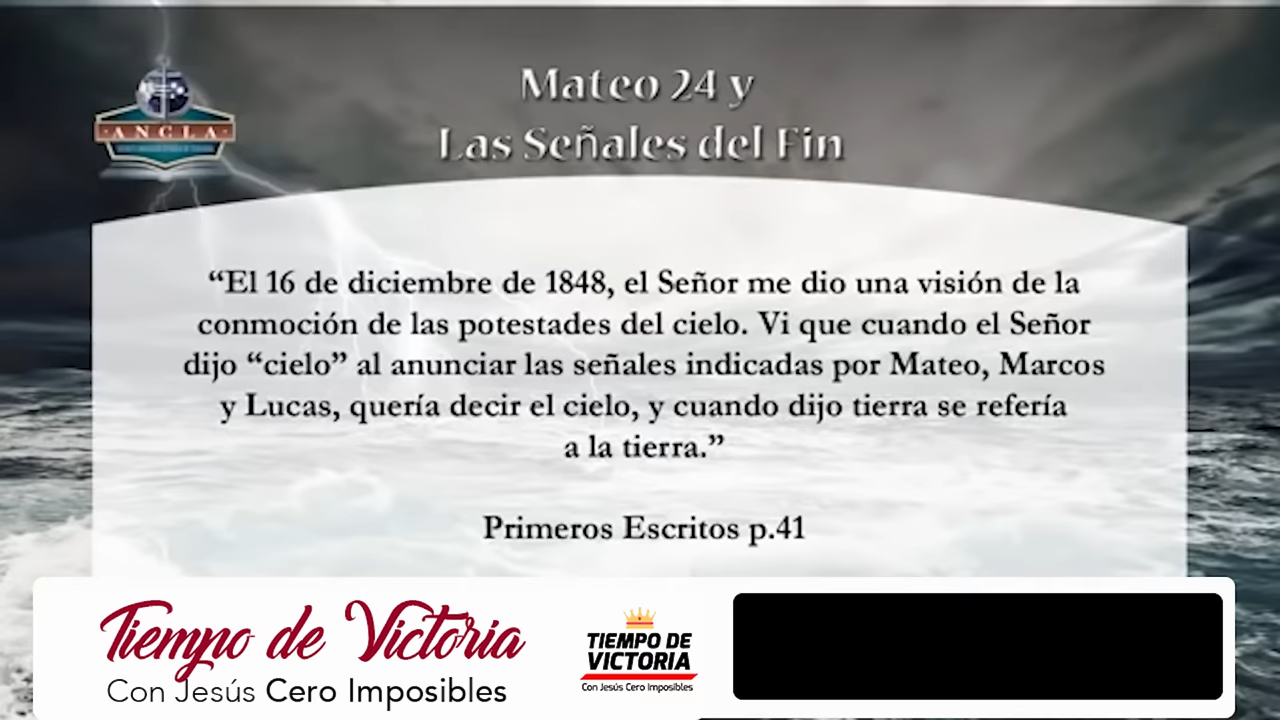 Mateo 24 y
Las Señales del Fin
ANCLA
“El 16 de diciembre de 1848, el Señor me dio una visión de la
conmoción de las potestades del cielo. Vi que cuando el Señor
dijo “cielo” al anunciar las señales indicadas por Mateo, Marcos
y Lucas, quería decir el cielo, y cuando dijo tierra se refería
a la tierra.”
Primeros Escritos p.41
Tiempo de Victoria
Con Jesús Cero Imposibles
TIEMPO DE
VICTORIA
Con Jesús Cero Imposibles